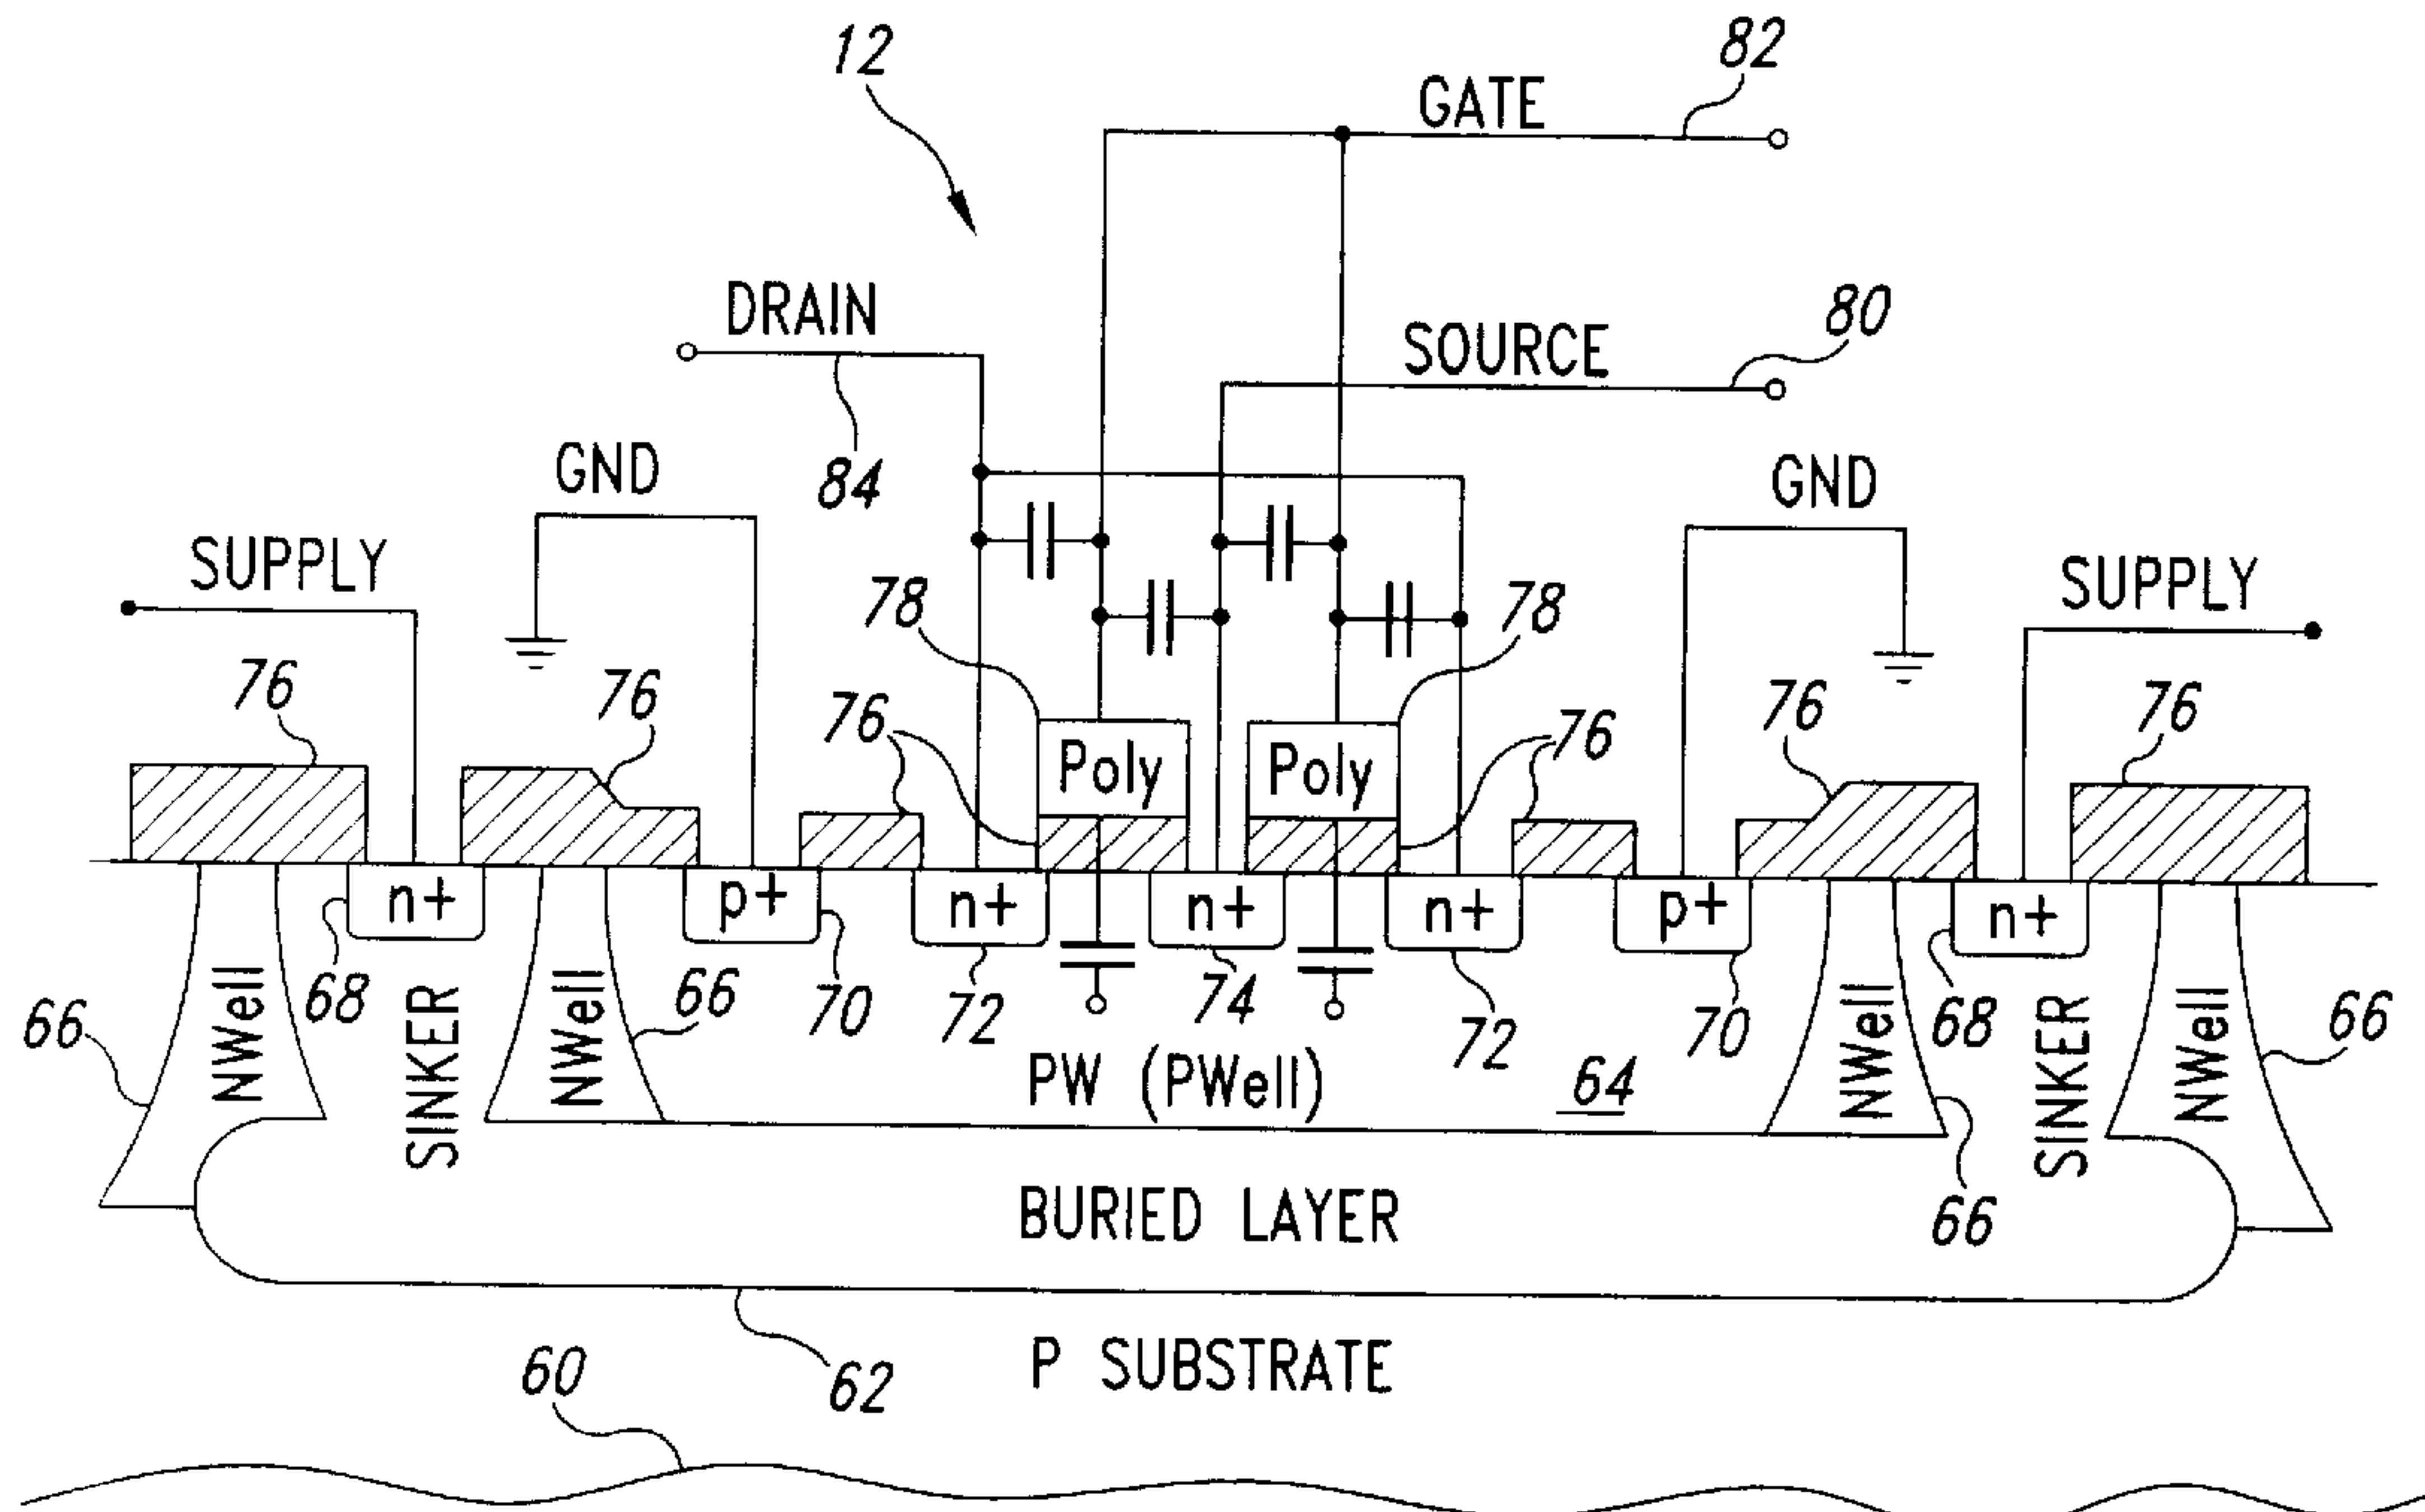 12
82
GATE
DRAIN
80
SOURCE
GND
84
GND
SUPPLY
SUPPLY
78
78
76
76
76
76
76
76
Poly
Poly
n+
p+
n+
n+
n+
p+
n+
66
NWell
68
SINKER
NWell
66
70
72
74
72
70
NWell
68
SINKER
NWell
66
PW (PWell)
64
BURIED LAYER
66
P SUBSTRATE
60
62